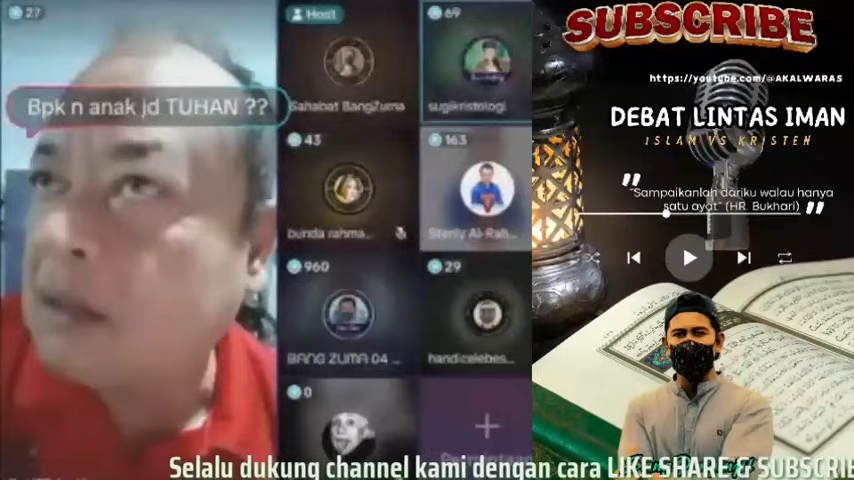 27
Bpk n anak jd TUHAN ??
Host
Sahabat BangZuma
69
sugikristologi
43
bunda rahma...
163
Stenly Al-Rah...
960
BANG ZUMA 04 ...
29
handicelebes...
0
SUBSCRIBE
https://youtube.com/@AKALWARAS
DEBAT LINTAS IMAN
ISLAM VS KRISTEN
"Sampaikanlah dariku walau hanya
satu ayat" (HR. Bukhari)
Selalu dukung channel kami dengan cara LIKE SHARE & SUBSCRIBE